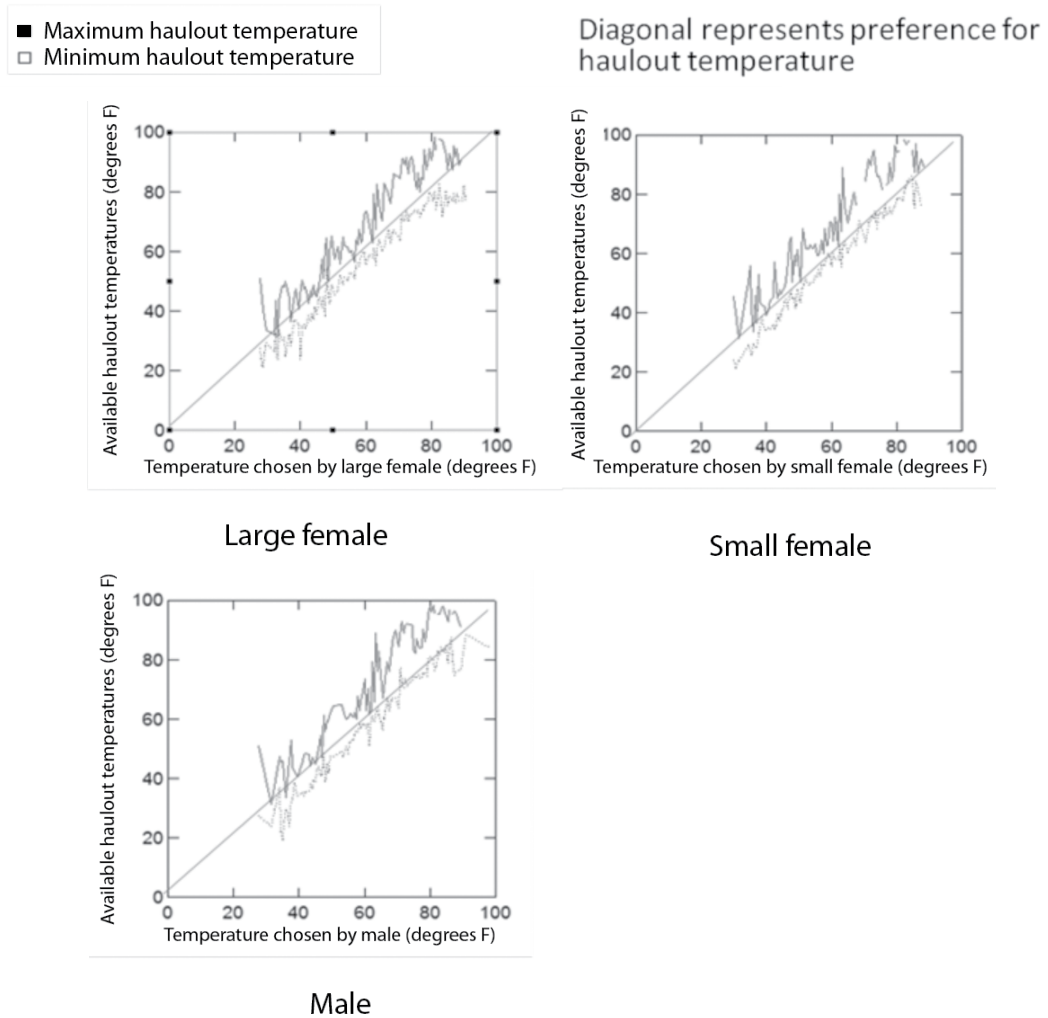 Maximum haulout temperature
Minimum haulout temperature
Diagonal represents preference for
haulout temperature
Available haulout temperatures (degrees F)
100
80
60
40
20
0
0 20 40 60 80 100
Temperature chosen by large female (degrees F)
Large female
Available haulout temperatures (degrees F)
100
80
60
40
20
0
0 20 40 60 80 100
Temperature chosen by small female (degrees F)
Small female
Available haulout temperatures (degrees F)
100
80
60
40
20
0
0 20 40 60 80 100
Temperature chosen by male (degrees F)
Male